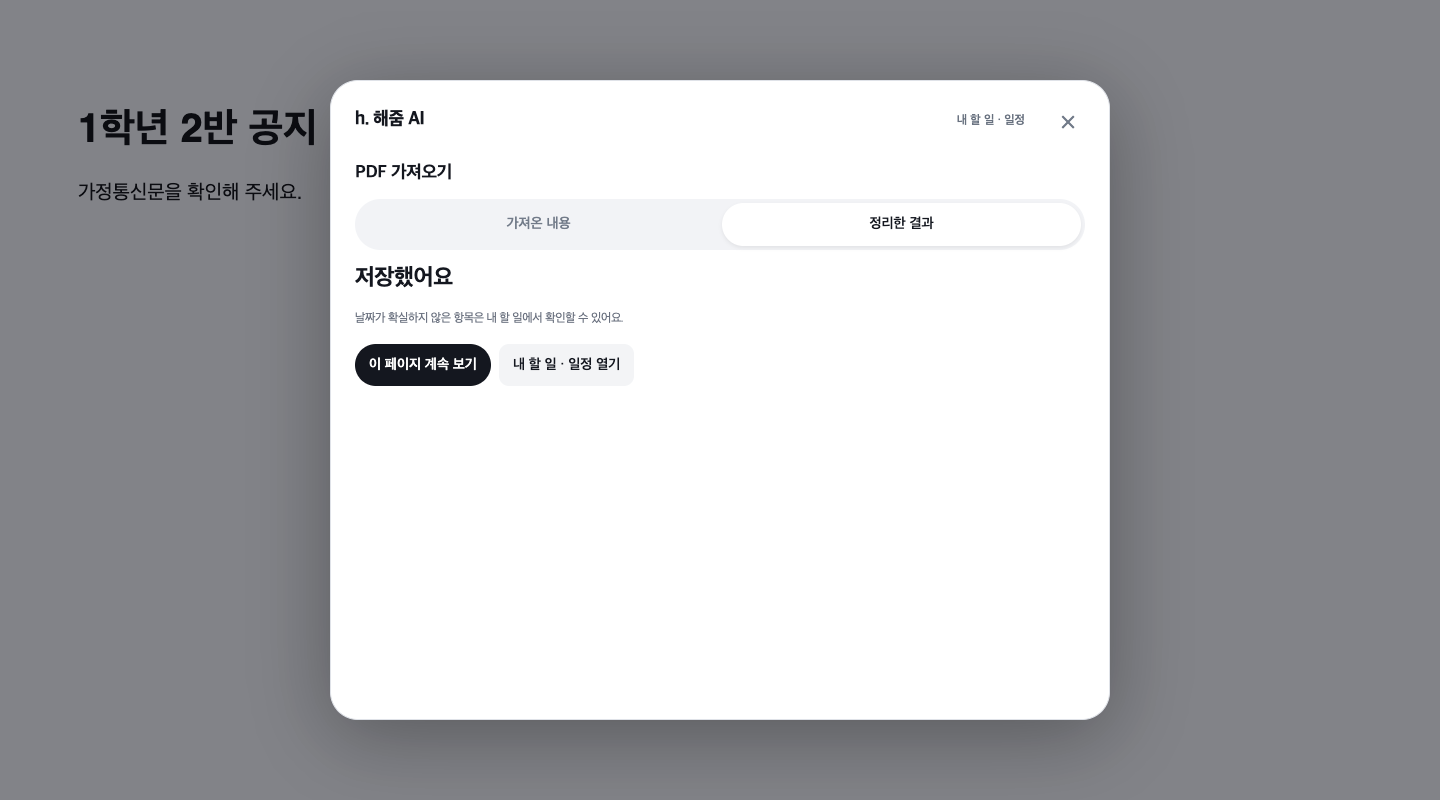 1학년 2반 공지
가정통신문을 확인해 주세요.
h. 해줌 AI
내 할 일 · 일정
PDF 가져오기
가져온 내용
정리한 결과
저장했어요
날짜가 확실하지 않은 항목은 내 할 일에서 확인할 수 있어요.
이 페이지 계속 보기
내 할 일 · 일정 열기